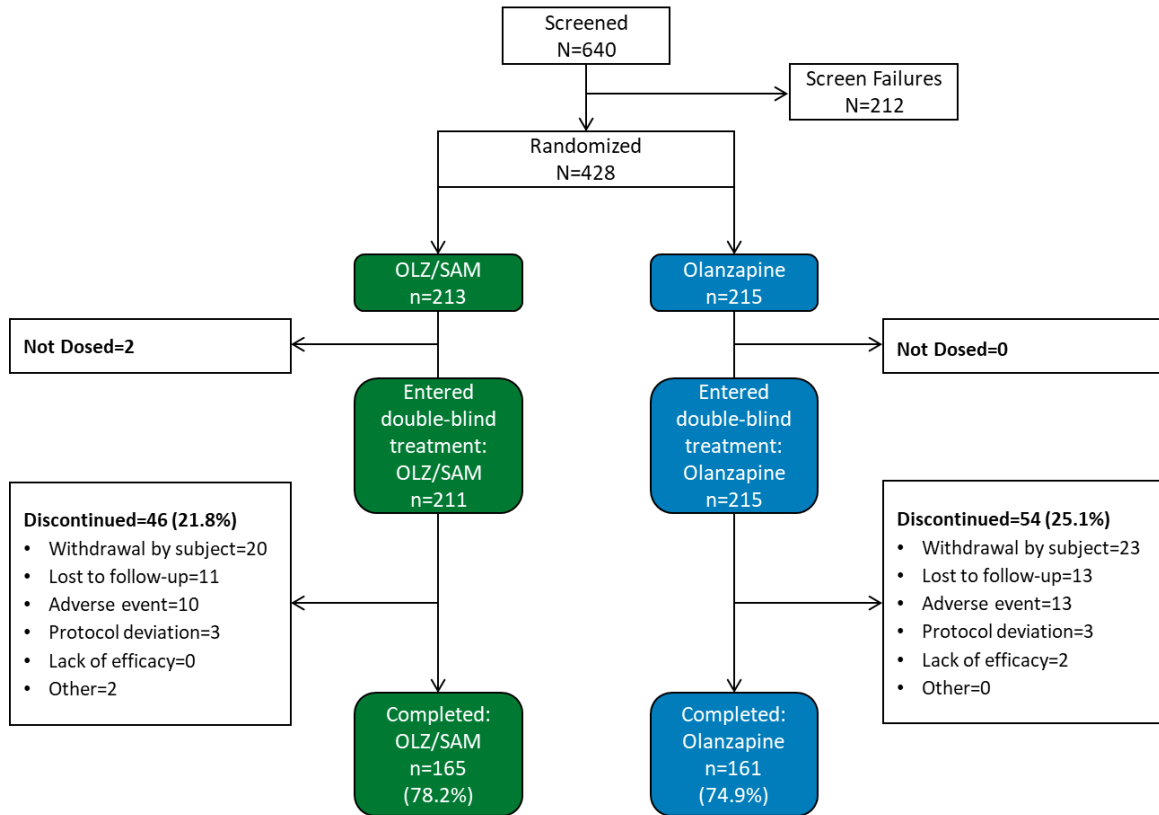 Screened
N=640
Screen Failures
N=212
Randomized
N=428
OLZ/SAM
n=213
Olanzapine
n=215
Not Dosed=2
Not Dosed=0
Entered
double-blind
treatment:
OLZ/SAM
n=211
Entered
double-blind
treatment:
Olanzapine
n=215
Discontinued=46 (21.8%)
• Withdrawal by subject=20
• Lost to follow-up=11
• Adverse event=10
• Protocol deviation=3
• Lack of efficacy=0
• Other=2
Discontinued=54 (25.1%)
• Withdrawal by subject=23
• Lost to follow-up=13
• Adverse event=13
• Protocol deviation=3
• Lack of efficacy=2
• Other=0
Completed:
OLZ/SAM
n=165
(78.2%)
Completed:
Olanzapine
n=161
(74.9%)